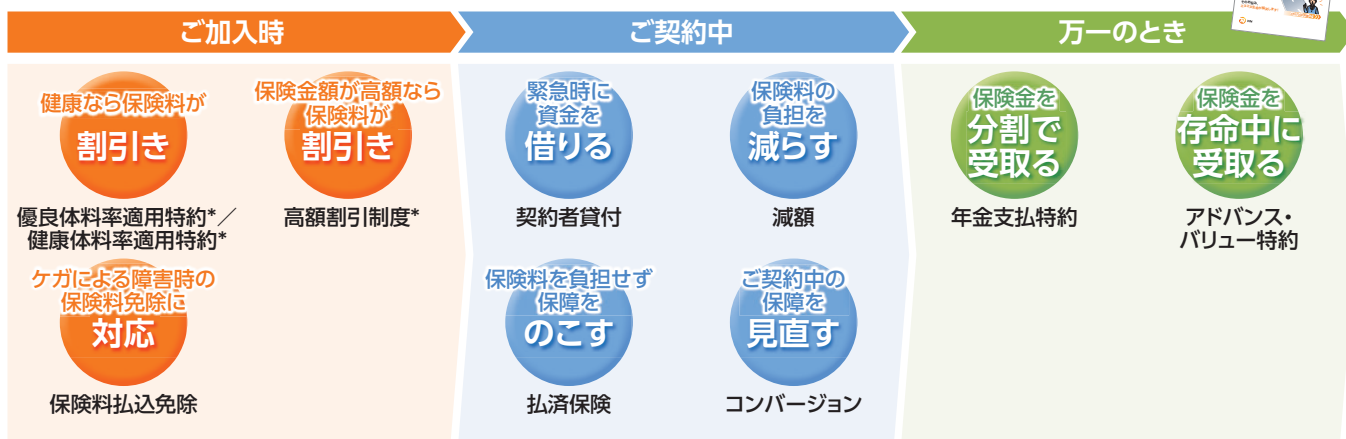 ご加入時
健康なら保険料が
割引き
優良体料率適用特約*／
健康体料率適用特約*
保険金額が高額なら
保険料が
割引き
高額割引制度*
ケガによる障害時の
保険料免除に
対応
保険料払込免除
ご契約中
緊急時に
資金を
借りる
契約者貸付
保険料の
負担を
減らす
減額
保険料を負担せず
保障を
のこす
払済保険
ご契約中の
保障を
見直す
コンバージョン
万一のとき
保険金を
分割で
受取る
年金支払特約
保険金を
存命中に
受取る
アドバンス・
バリュー特約